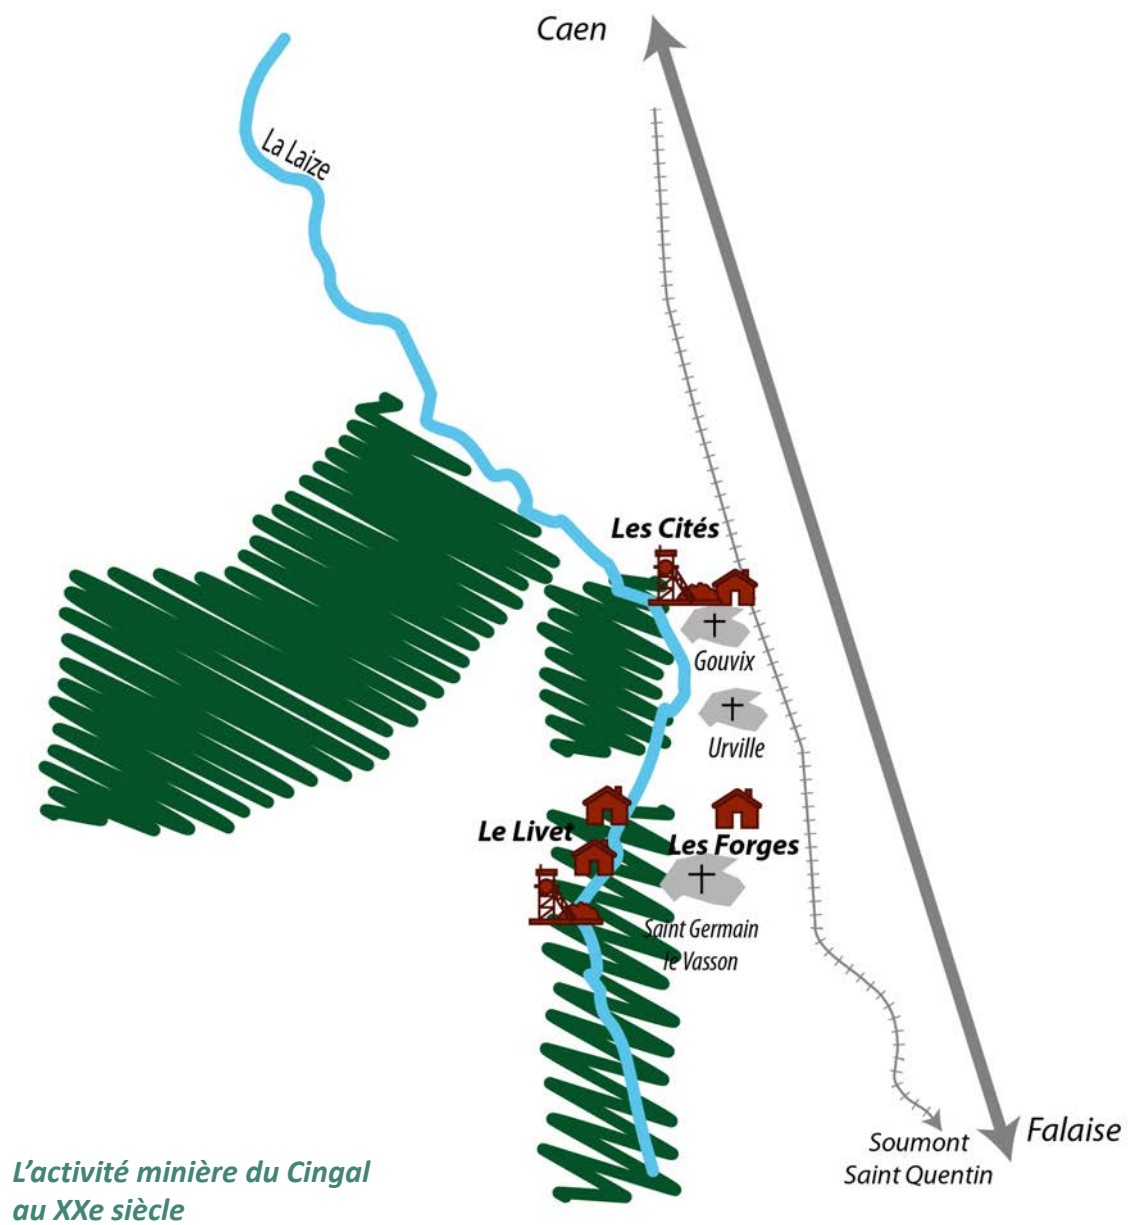 Caen
La Laize
Les Cités
Gouvix
Urville
Le Livet
Les Forges
Saint Germain
le Vasson
Falaise
Soumont
Saint Quentin
L'activité minière du Cingal
au XXe siècle